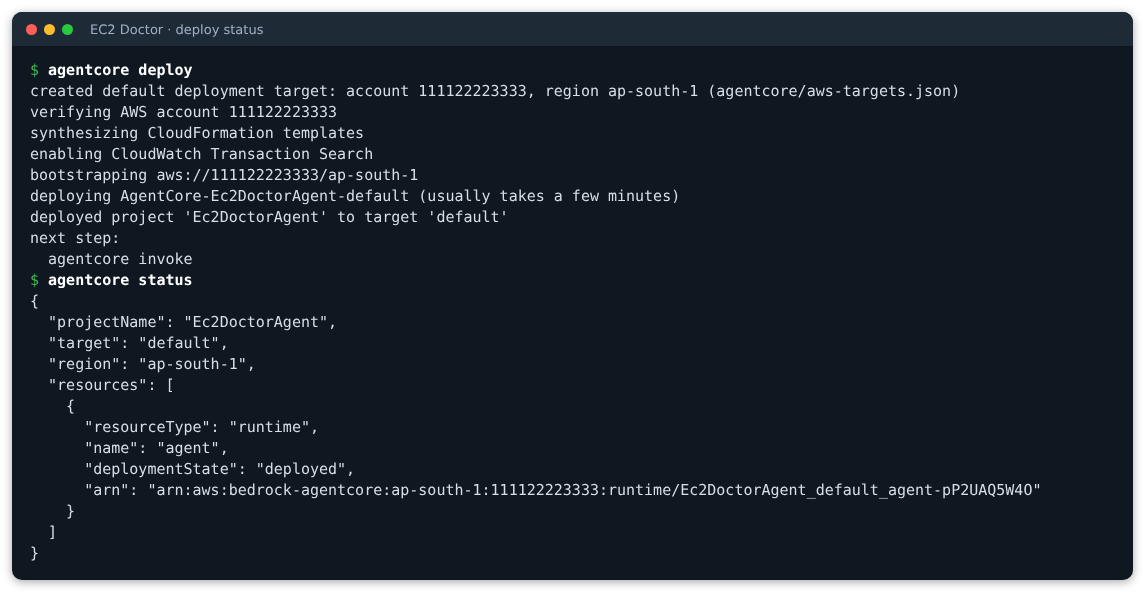 EC2 Doctor · deploy status
$ agentcore deploy
created default deployment target: account 111122223333, region ap-south-1 (agentcore/aws-targets.json)
verifying AWS account 111122223333
synthesizing CloudFormation templates
enabling CloudWatch Transaction Search
bootstrapping aws://111122223333/ap-south-1
deploying AgentCore-Ec2DoctorAgent-default (usually takes a few minutes)
deployed project 'Ec2DoctorAgent' to target 'default'
next step:
  agentcore invoke
$ agentcore status
{
  "projectName": "Ec2DoctorAgent",
  "target": "default",
  "region": "ap-south-1",
  "resources": [
    {
      "resourceType": "runtime",
      "name": "agent",
      "deploymentState": "deployed",
      "arn": "arn:aws:bedrock-agentcore:ap-south-1:111122223333:runtime/Ec2DoctorAgent_default_agent-pP2UAQ5W4O"
    }
  ]
}